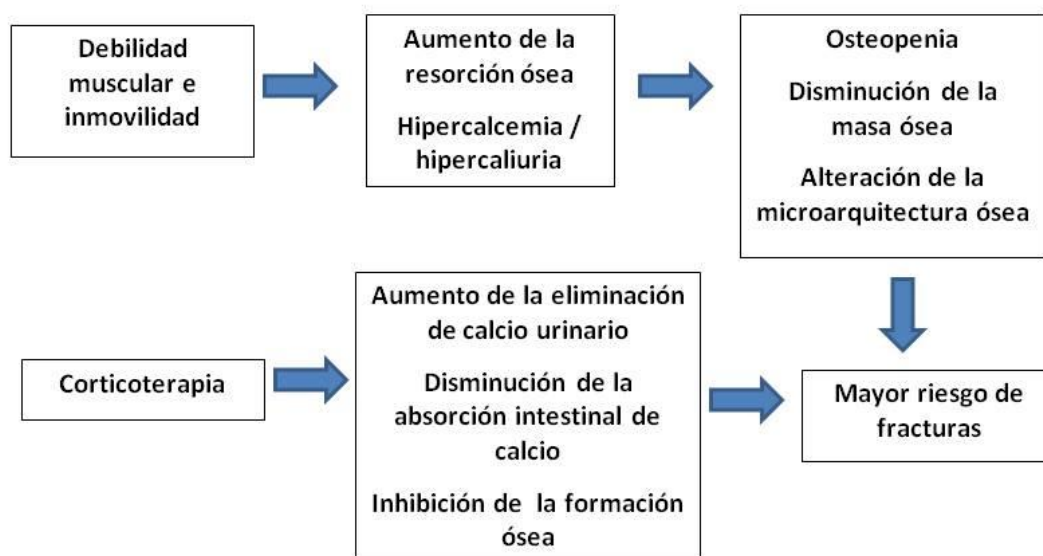 Debilidad
muscular e
inmovilidad
Aumento de la
resorción ósea
Hipercalcemia /
hipercaliuria
Osteopenia
Disminución de la
masa ósea
Alteración de la
microarquitectura ósea
Corticoterapia
Aumento de la eliminación
de calcio urinario
Disminución de la
absorción intestinal de
calcio
Inhibición de la formación
ósea
Mayor riesgo de
fracturas